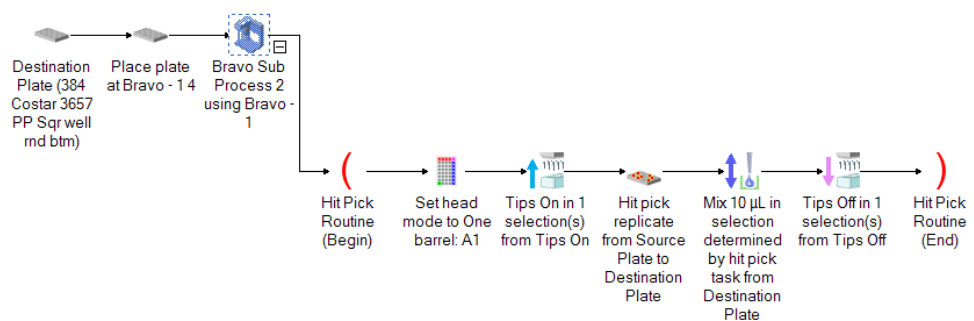 Destination
Plate (384
Costar 3657
PP Sqr well
rnd btm)
Place plate
at Bravo - 1 4
Bravo Sub
Process 2
using Bravo -
1
Hit Pick
Routine
(Begin)
Set head
mode to One
barrel: A1
Tips On in 1
selection(s)
from Tips On
Hit pick
replicate
from Source
Plate to
Destination
Plate
Mix 10 µL in
selection
determined
by hit pick
task from
Destination
Plate
Tips Off in 1
selection(s)
from Tips Off
Hit Pick
Routine
(End)